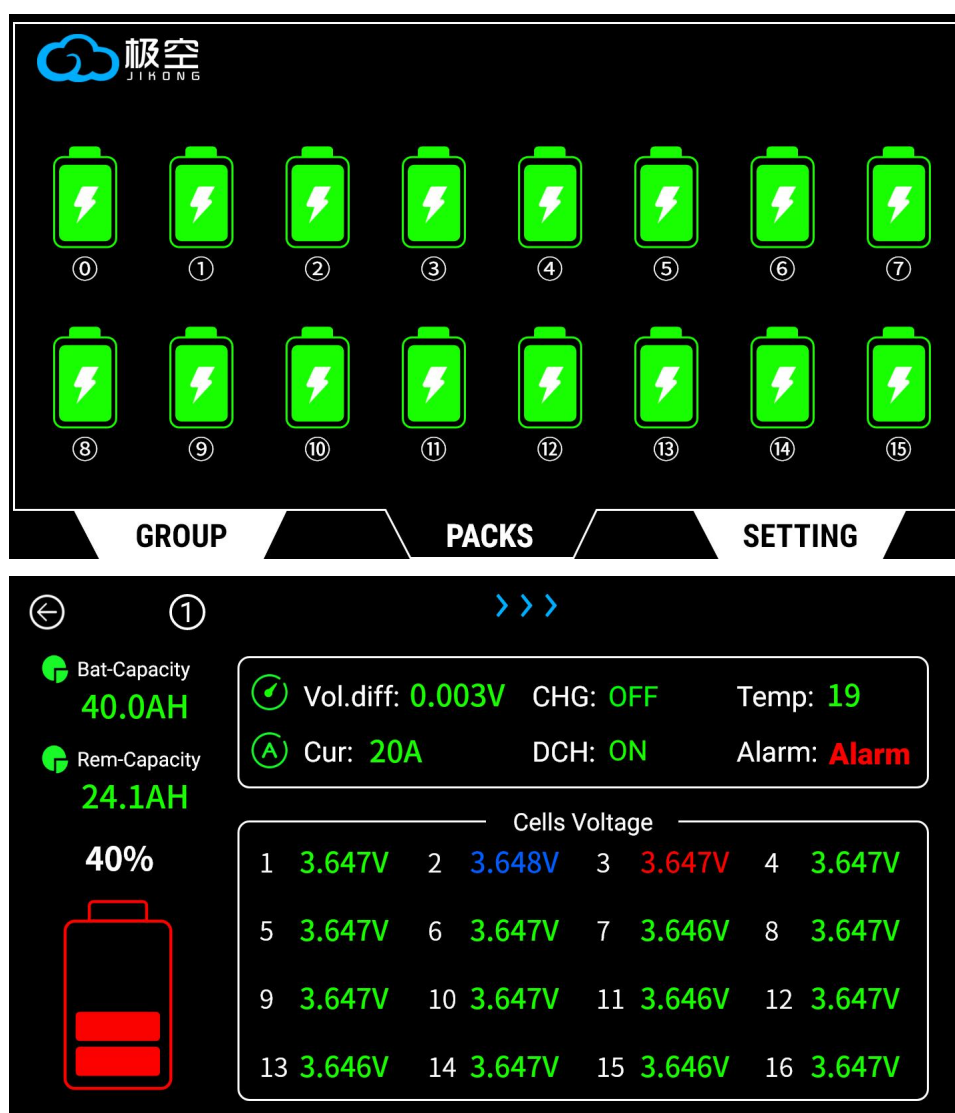 极空
JIKONG
⓪ ① ② ③ ④ ⑤ ⑥ ⑦
⑧ ⑨ ⑩ ⑪ ⑫ ⑬ ⑭ ⑮
GROUP PACKS SETTING
①
Bat-Capacity
40.0AH
Rem-Capacity
24.1AH
40%
Vol.diff: 0.003V CHG: OFF Temp: 19
Cur: 20A DCH: ON Alarm: Alarm
Cells Voltage
1 3.647V 2 3.648V 3 3.647V 4 3.647V
5 3.647V 6 3.647V 7 3.646V 8 3.647V
9 3.647V 10 3.647V 11 3.646V 12 3.647V
13 3.646V 14 3.647V 15 3.646V 16 3.647V